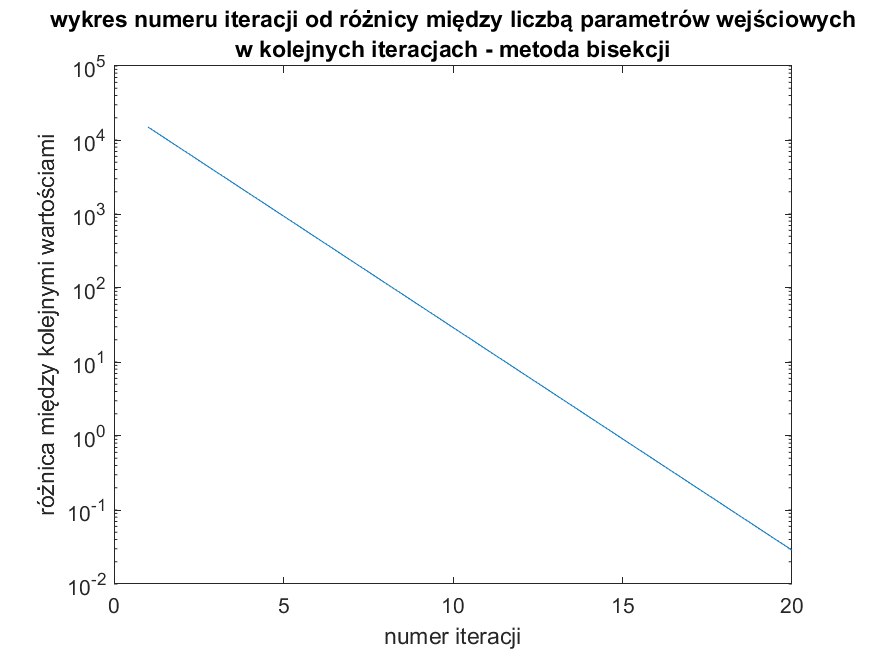 wykres numeru iteracji od różnicy między liczbą parametrów wejściowych
w kolejnych iteracjach - metoda bisekcji
różnica między kolejnymi wartościami
10^5
10^4
10^3
10^2
10^1
10^0
10^-1
10^-2
0 5 10 15 20
numer iteracji